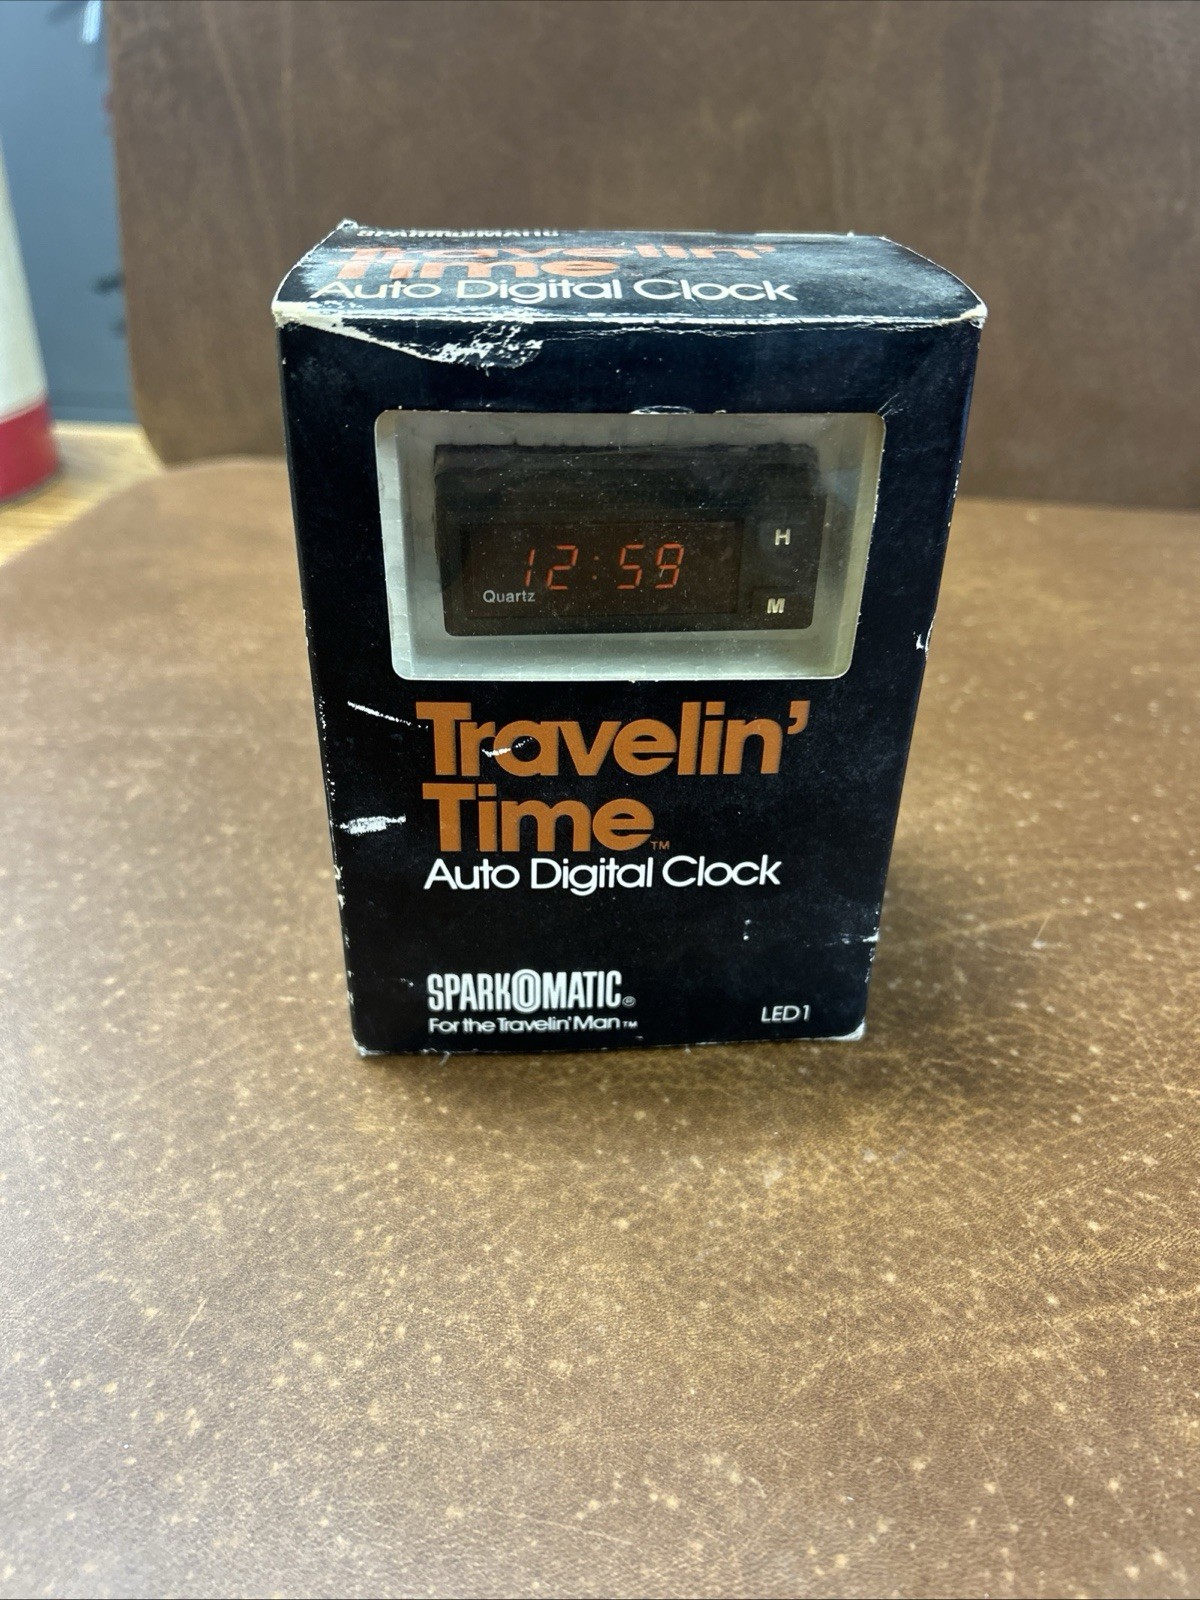 SPARKOMATIC
Travelin'
Time
Auto Digital Clock
12:59
Quartz
H
M
Travelin'
Time™
Auto Digital Clock
SPARKOMATIC®
For the Travelin' Man™
LED1